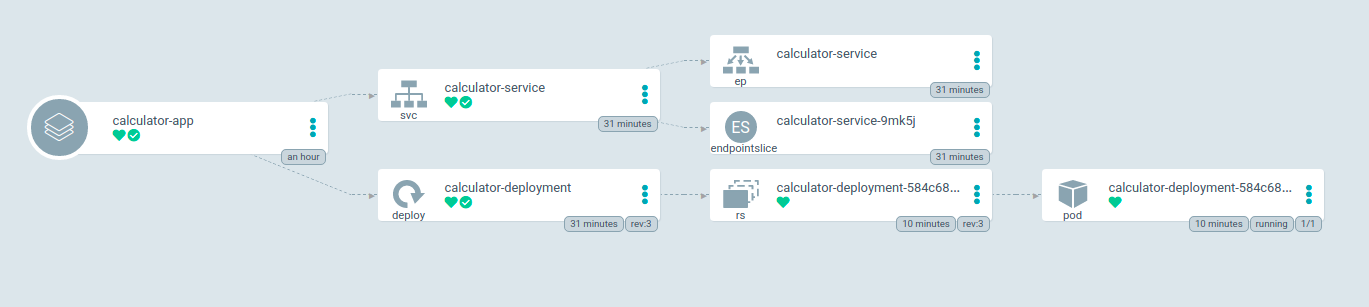 calculator-app
an hour
calculator-service
svc
31 minutes
calculator-deployment
deploy
31 minutes
rev:3
calculator-service
ep
31 minutes
ES
calculator-service-9mk5j
endpointslice
31 minutes
calculator-deployment-584c68...
rs
10 minutes
rev:3
calculator-deployment-584c68...
pod
10 minutes
running
1/1